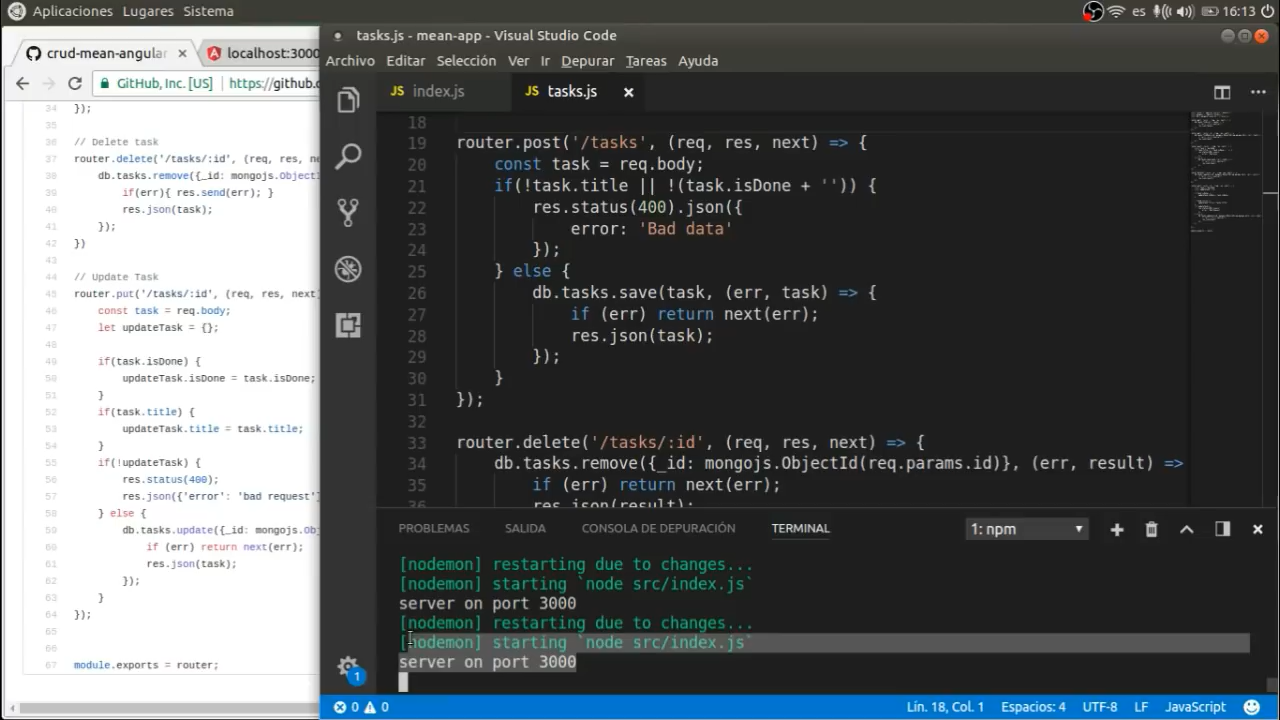 Aplicaciones Lugares Sistema
es 16:13
crud-mean-angular
localhost:3000
GitHub, Inc. [US] https://github.c
34 });
35
36 // Delete task
37 router.delete('/tasks/:id', (req, res, n
38 db.tasks.remove({_id: mongojs.ObjectI
39 if(err){ res.send(err); }
40 res.json(task);
41 });
42 })
43
44 // Update Task
45 router.put('/tasks/:id', (req, res, next)
46 const task = req.body;
47 let updateTask = {};
48
49 if(task.isDone) {
50 updateTask.isDone = task.isDone;
51 }
52 if(task.title) {
53 updateTask.title = task.title;
54 }
55 if(!updateTask) {
56 res.status(400);
57 res.json({'error': 'bad request'}
58 } else {
59 db.tasks.update({_id: mongojs.Obj
60 if (err) return next(err);
61 res.json(task);
62 });
63 }
64 });
65
66
67 module.exports = router;
tasks.js - mean-app - Visual Studio Code
Archivo Editar Selección Ver Ir Depurar Tareas Ayuda
JS index.js JS tasks.js
18
19 router.post('/tasks', (req, res, next) => {
20 const task = req.body;
21 if(!task.title || !(task.isDone + '')) {
22 res.status(400).json({
23 error: 'Bad data'
24 });
25 } else {
26 db.tasks.save(task, (err, task) => {
27 if (err) return next(err);
28 res.json(task);
29 });
30 }
31 });
32
33 router.delete('/tasks/:id', (req, res, next) => {
34 db.tasks.remove({_id: mongojs.ObjectId(req.params.id)}, (err, result) =>
35 if (err) return next(err);
36 res.json(result);
PROBLEMAS SALIDA CONSOLA DE DEPURACIÓN TERMINAL 1: npm
[nodemon] restarting due to changes...
[nodemon] starting `node src/index.js`
server on port 3000
[nodemon] restarting due to changes...
[nodemon] starting `node src/index.js`
server on port 3000
1
0 0 Lín. 18, Col. 1 Espacios: 4 UTF-8 LF JavaScript